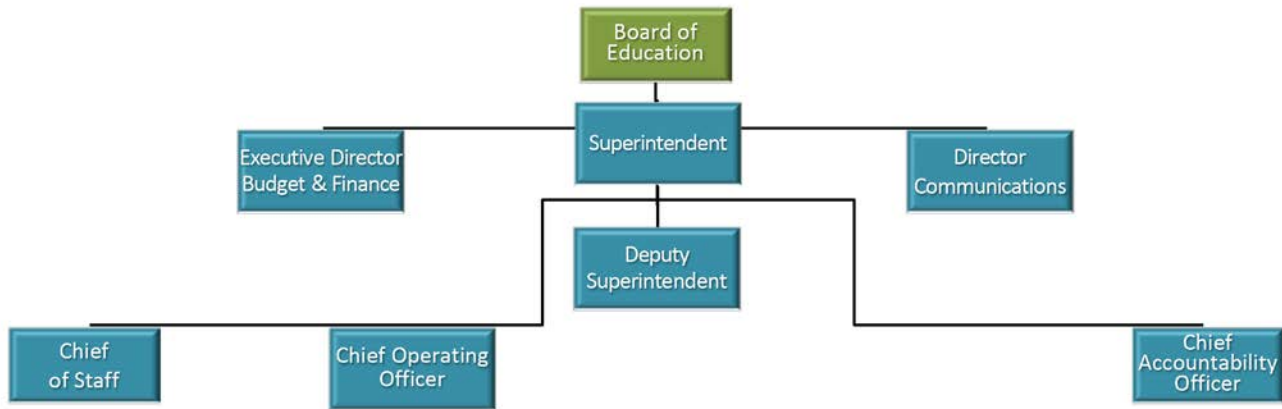 Board of
Education
Superintendent
Executive Director
Budget & Finance
Director
Communications
Deputy
Superintendent
Chief
of Staff
Chief Operating
Officer
Chief
Accountability
Officer